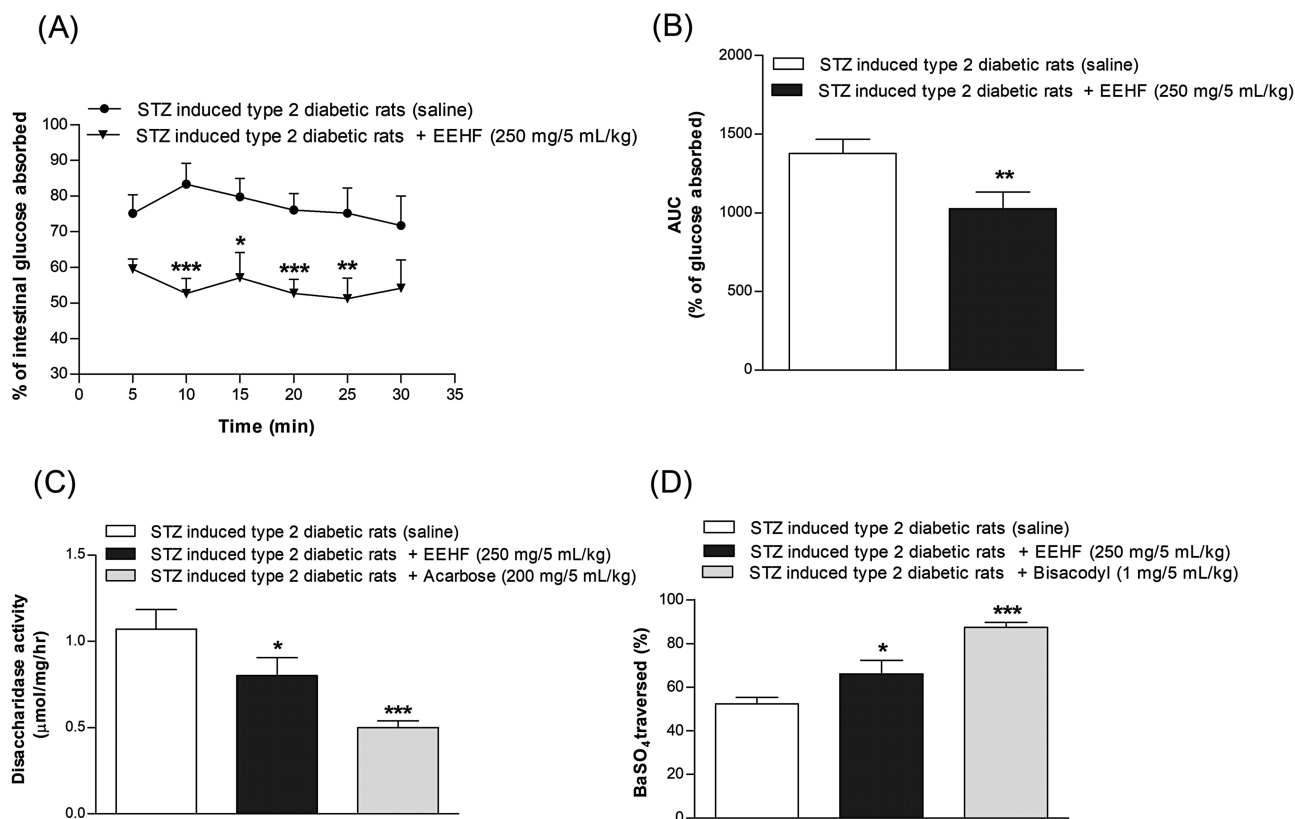 (A)
STZ induced type 2 diabetic rats (saline)
STZ induced type 2 diabetic rats + EEHF (250 mg/5 mL/kg)
% of intestinal glucose absorbed
100
90
80
70
60
50
40
30
***
*
***
**
0
5
10
15
20
25
30
35
Time (min)
(B)
STZ induced type 2 diabetic rats (saline)
STZ induced type 2 diabetic rats + EEHF (250 mg/5 mL/kg)
AUC
(% of glucose absorbed)
2000
1500
1000
500
0
**
(C)
STZ induced type 2 diabetic rats (saline)
STZ induced type 2 diabetic rats + EEHF (250 mg/5 mL/kg)
STZ induced type 2 diabetic rats + Acarbose (200 mg/5 mL/kg)
Disaccharidase activity
(μmol/mg/hr)
1.5
1.0
0.5
0.0
*
***
(D)
STZ induced type 2 diabetic rats (saline)
STZ induced type 2 diabetic rats + EEHF (250 mg/5 mL/kg)
STZ induced type 2 diabetic rats + Bisacodyl (1 mg/5 mL/kg)
BaSO₄ traversed (%)
100
80
60
40
20
0
*
***